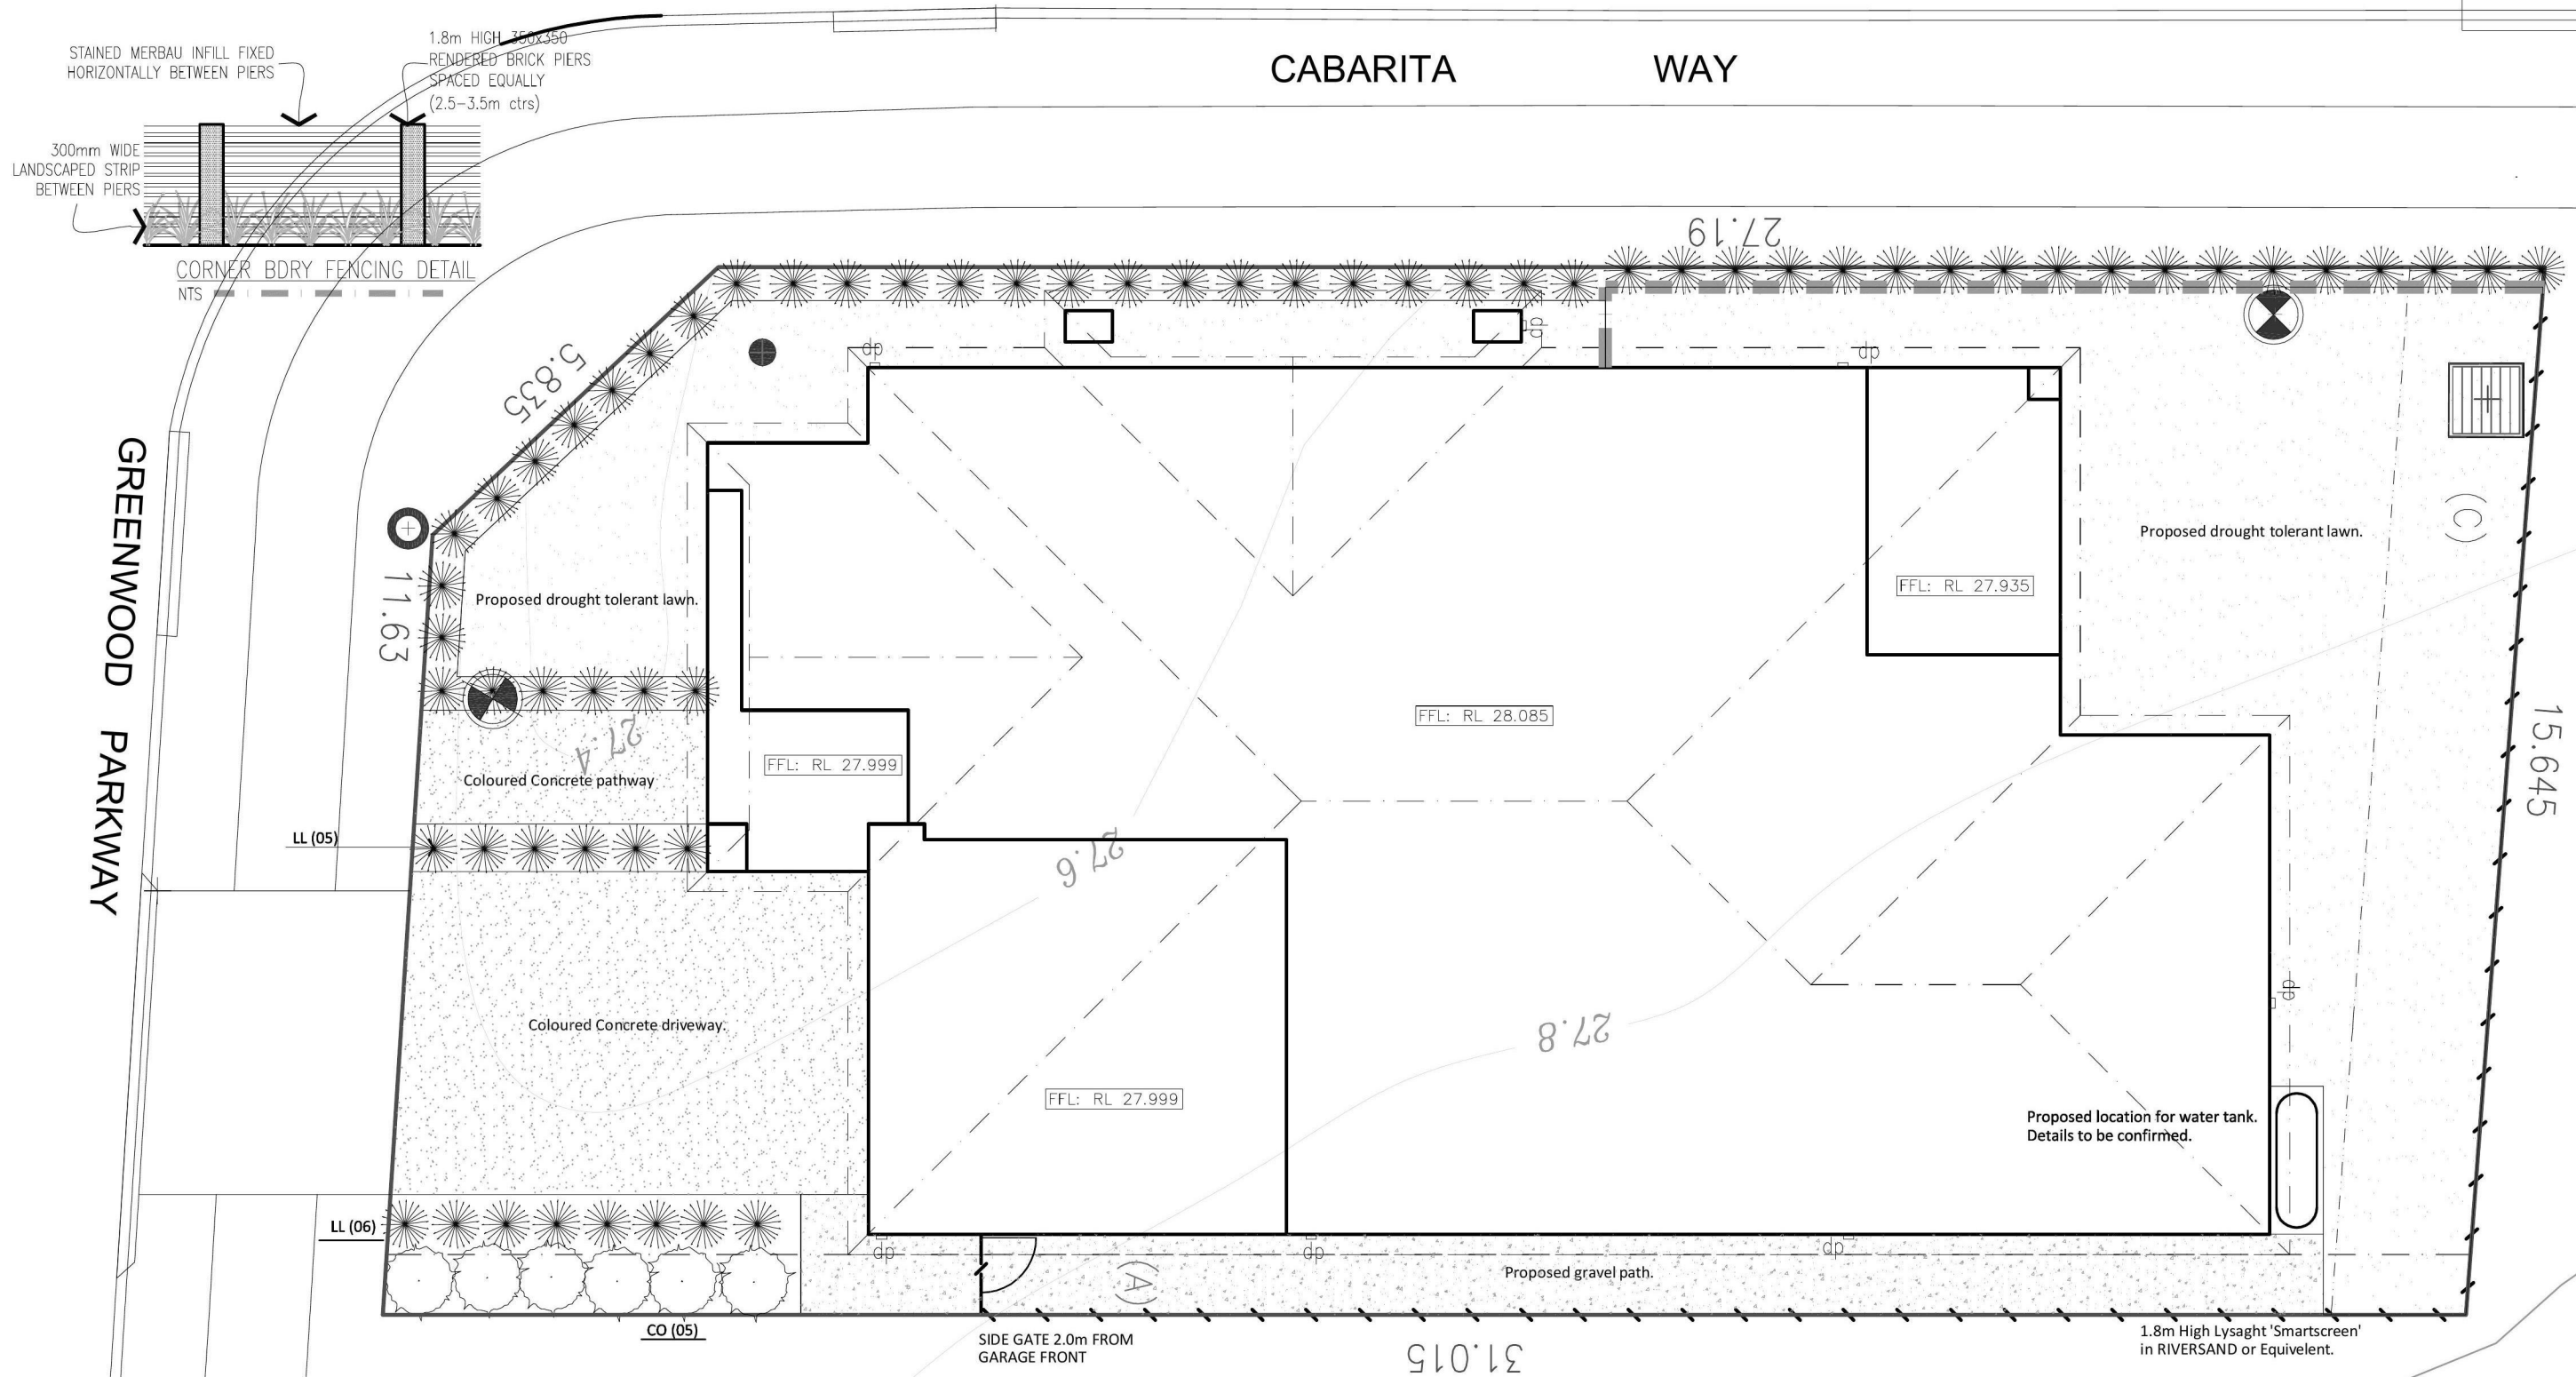 CABARITA WAY
STAINED MERBAU INFILL FIXED
HORIZONTALLY BETWEEN PIERS
1.8m HIGH 350x350
RENDERED BRICK PIERS
SPACED EQUALLY
(2.5-3.5m ctrs)
300mm WIDE
LANDSCAPED STRIP
BETWEEN PIERS
CORNER BDRY FENCING DETAIL
NTS
27.19
5.835
dp
dp
dp
GREENWOOD PARKWAY
11.63
Proposed drought tolerant lawn.
Proposed drought tolerant lawn.
(C)
FFL: RL 27.935
FFL: RL 28.085
27.4
FFL: RL 27.999
Coloured Concrete pathway
15.645
LL (05)
27.6
Coloured Concrete driveway.
27.8
dp
FFL: RL 27.999
Proposed location for water tank.
Details to be confirmed.
LL (06)
dp
dp
dp
(A)
Proposed gravel path.
CO (05)
SIDE GATE 2.0m FROM
GARAGE FRONT
31.015
1.8m High Lysaght 'Smartscreen'
in RIVERSAND or Equivelent.